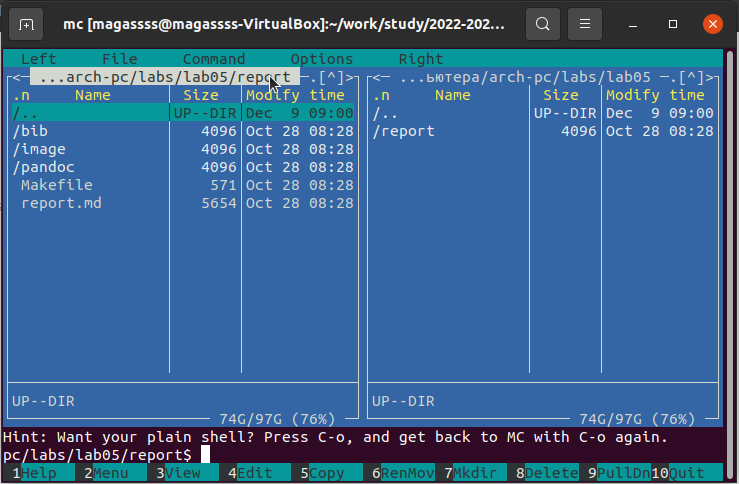 mc [magassss@magassss-VirtualBox]:~/work/study/2022-202...
Left File Command Options Right
<─ ...arch-pc/labs/lab05/report ─.[^]>
.n Name Size Modify time
/.. UP--DIR Dec 9 09:00
/bib 4096 Oct 28 08:28
/image 4096 Oct 28 08:28
/pandoc 4096 Oct 28 08:28
Makefile 571 Oct 28 08:28
report.md 5654 Oct 28 08:28
UP--DIR
74G/97G (76%)
<─ ...ьютера/arch-pc/labs/lab05 ─.[^]>
.n Name Size Modify time
/.. UP--DIR Dec 9 09:00
/report 4096 Oct 28 08:28
UP--DIR
74G/97G (76%)
Hint: Want your plain shell? Press C-o, and get back to MC with C-o again.
pc/labs/lab05/report$
1Help 2Menu 3View 4Edit 5Copy 6RenMov 7Mkdir 8Delete 9PullDn 10Quit